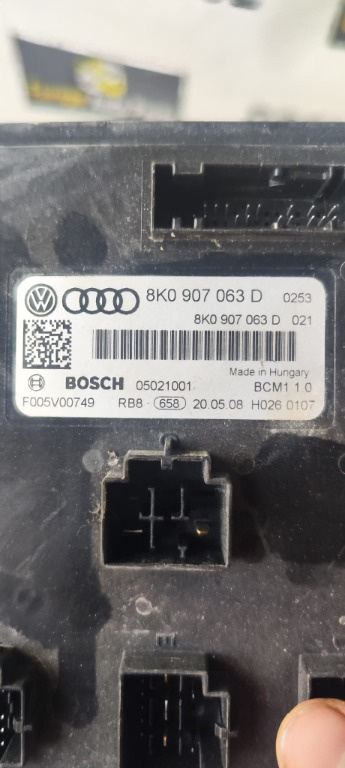 8K0 907 063 D 0253
8K0 907 063 D 021
Made in Hungary
BOSCH 05021001 BCM1 1.0
F005V00749 RB8- 658 20.05.08 H026 0107